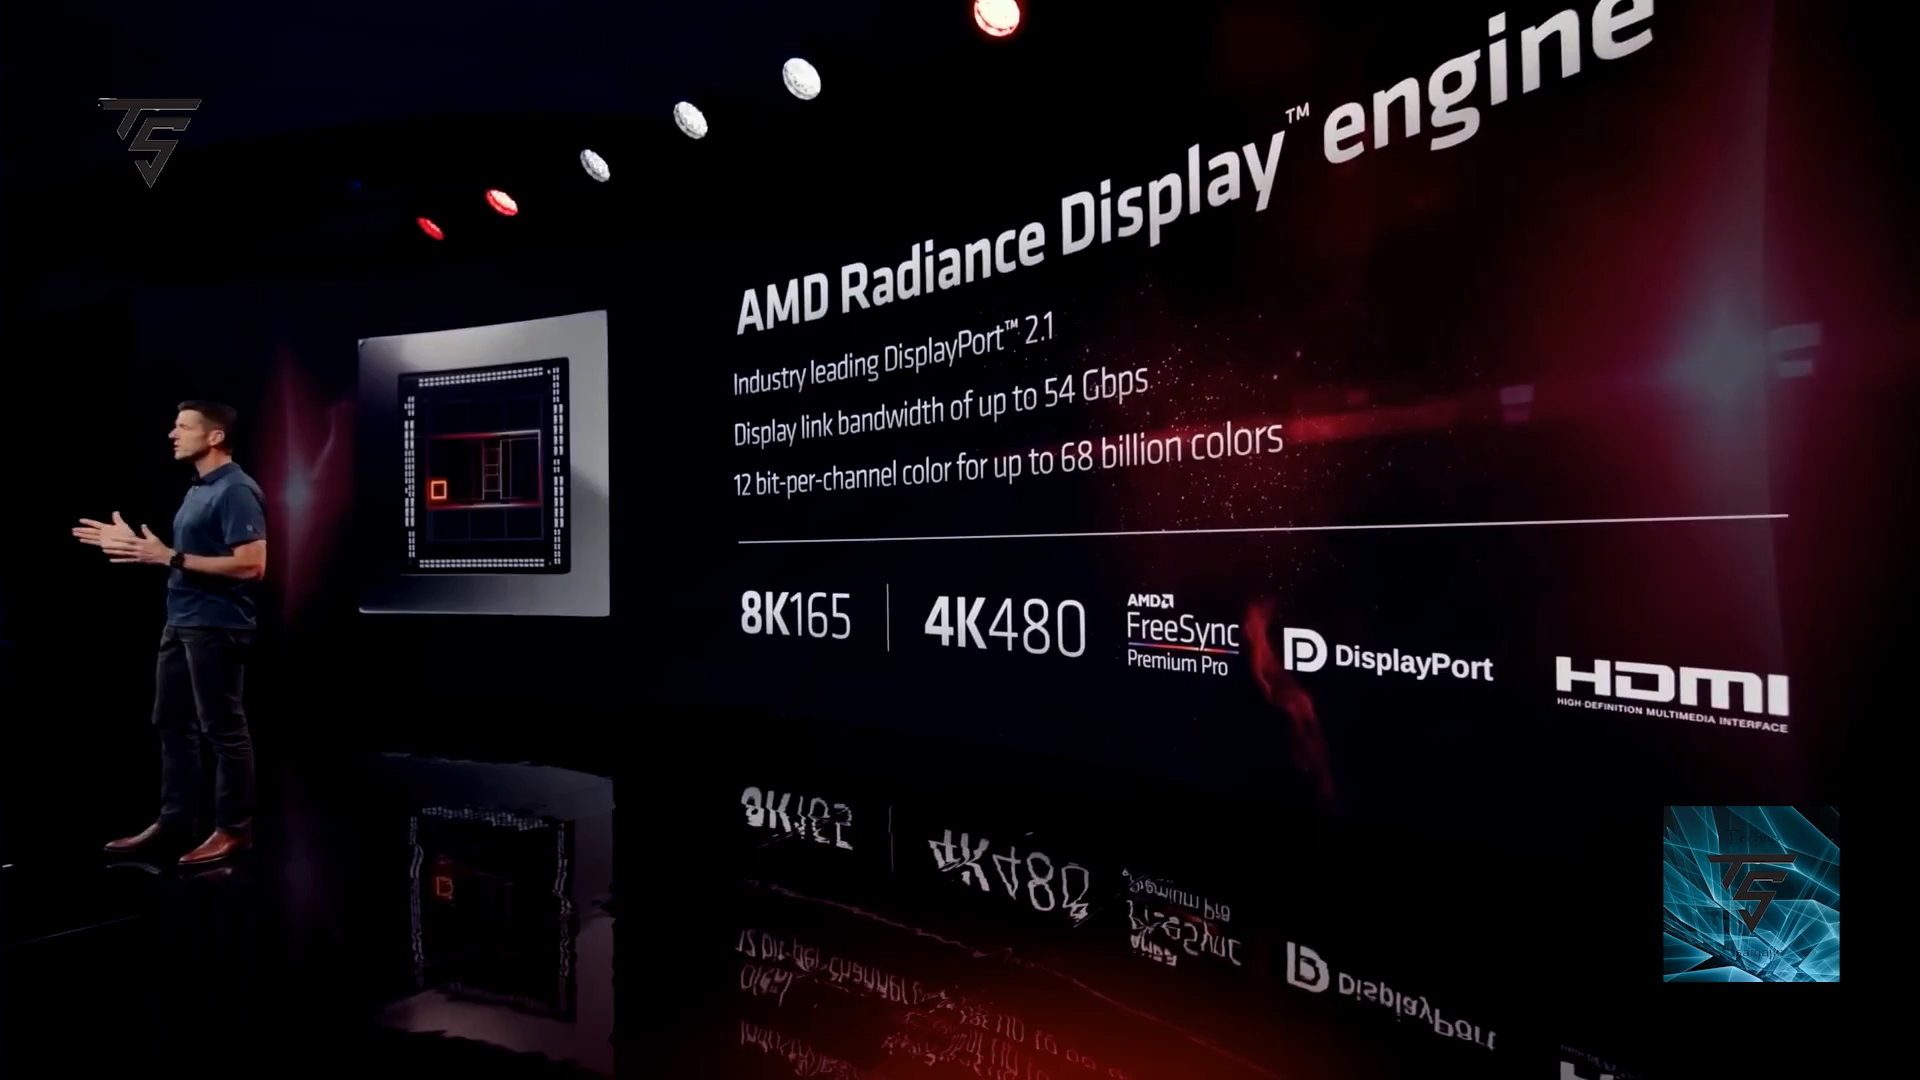 TS
AMD Radiance Display™ engine
Industry leading DisplayPort™ 2.1
Display link bandwidth of up to 54 Gbps
12 bit-per-channel color for up to 68 billion colors
8K165
4K480
AMD
FreeSync
Premium Pro
DisplayPort
HDMI
HIGH-DEFINITION MULTIMEDIA INTERFACE
TS